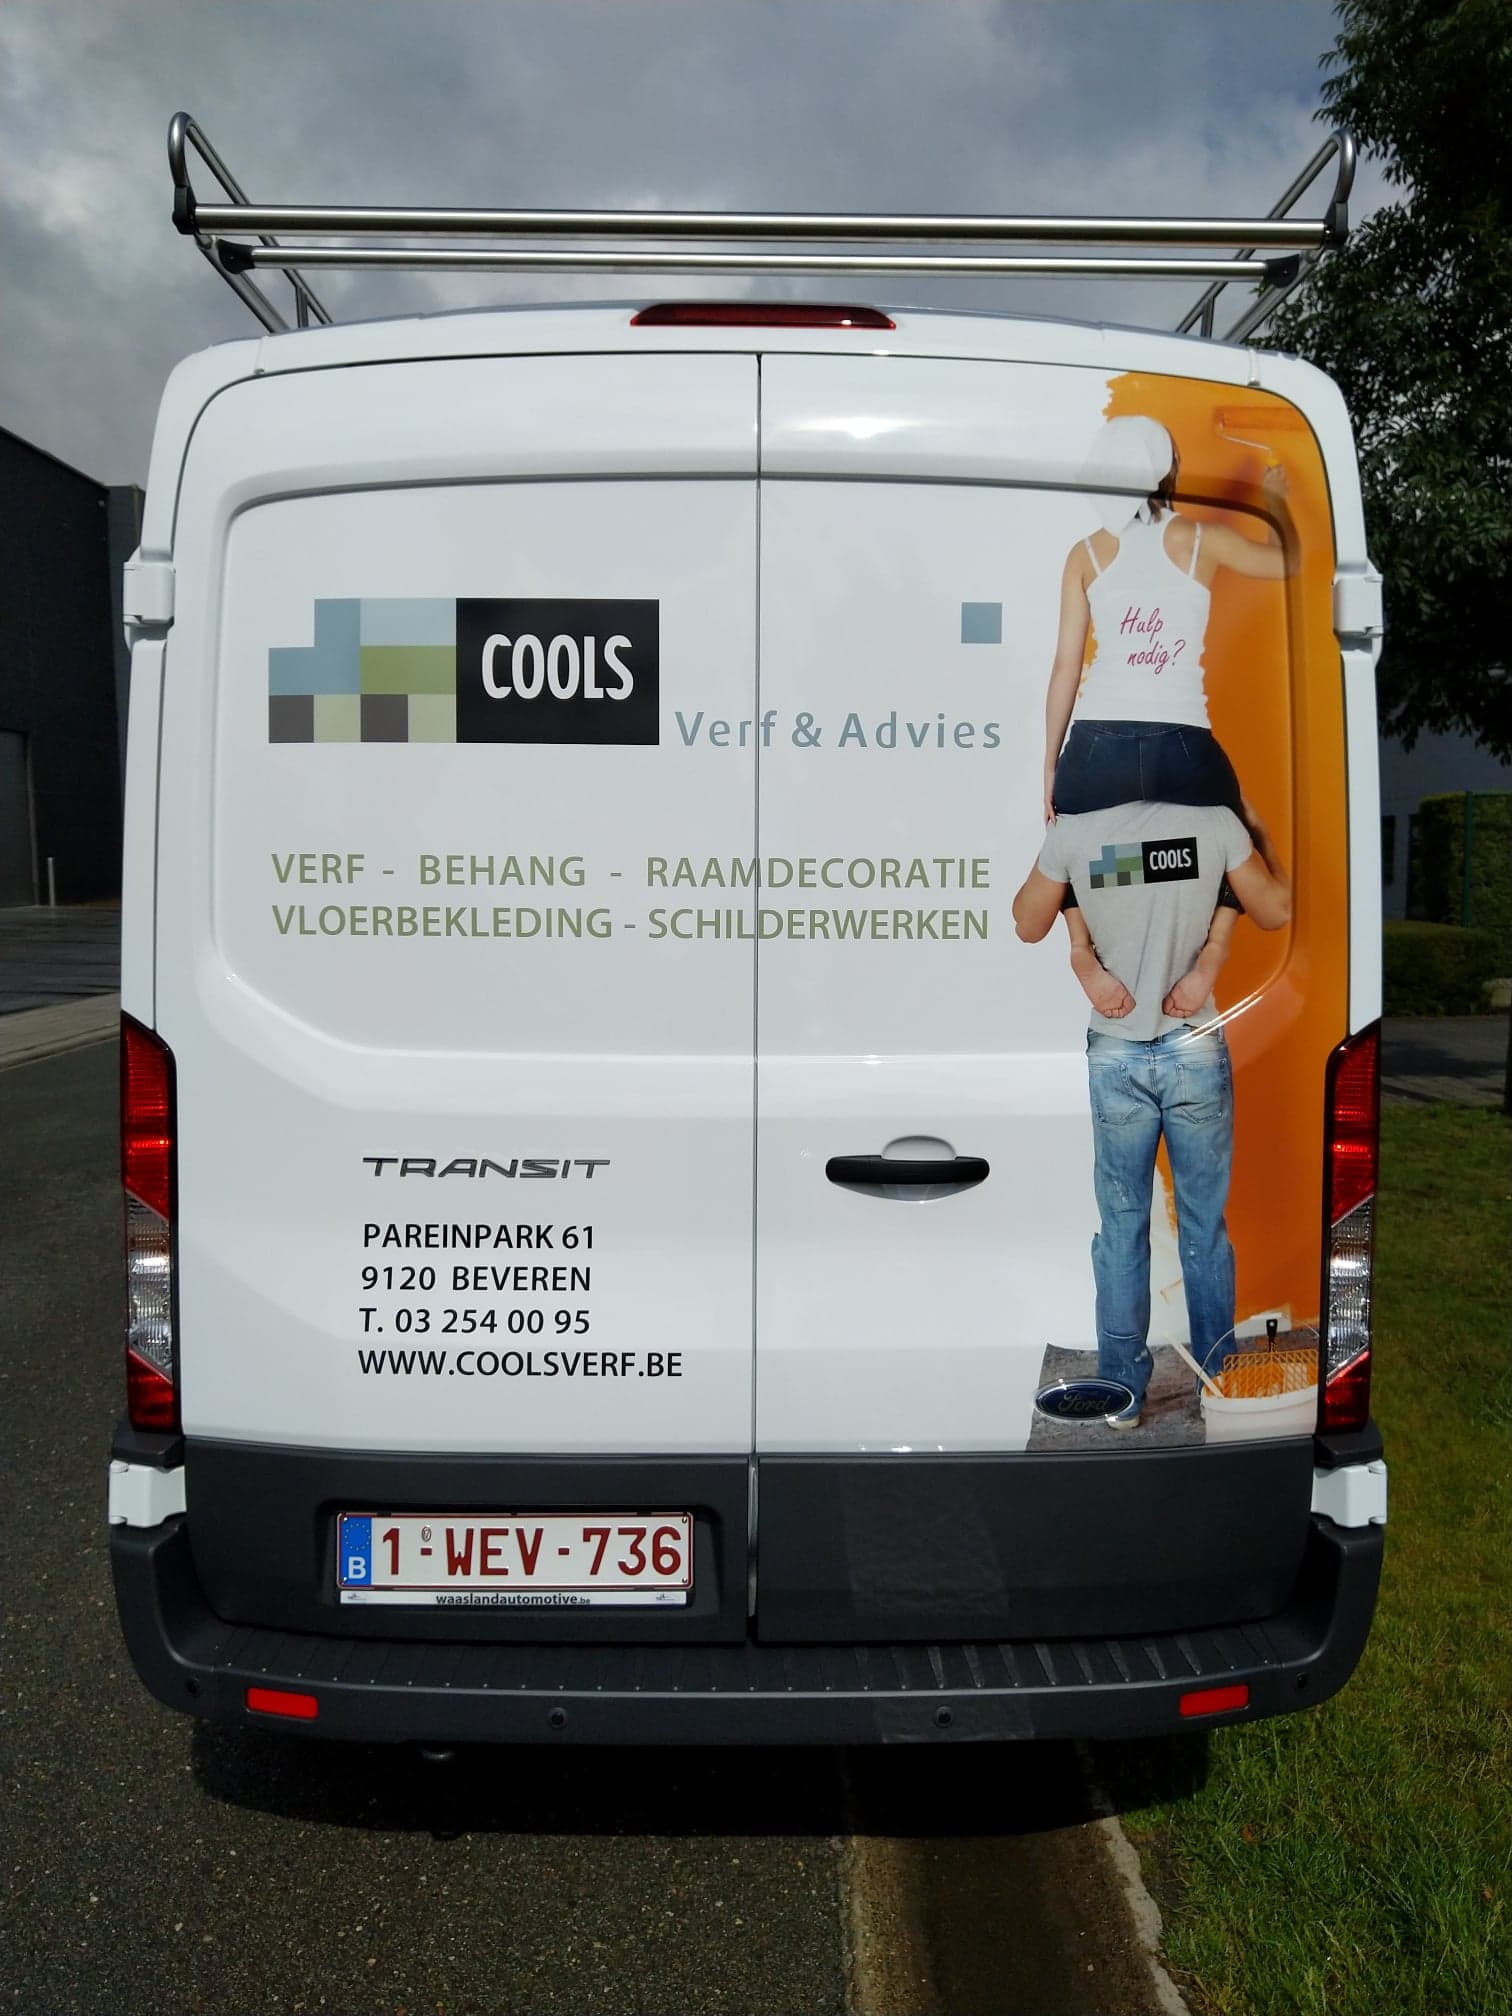 COOLS
Verf & Advies
Hulp
nodig?
COOLS
VERF - BEHANG - RAAMDECORATIE
VLOERBEKLEDING - SCHILDERWERKEN
TRANSIT
PAREINPARK 61
9120 BEVEREN
T. 03 254 00 95
WWW.COOLSVERF.BE
Ford
B 1-WEV-736
waaslandautomotive.be